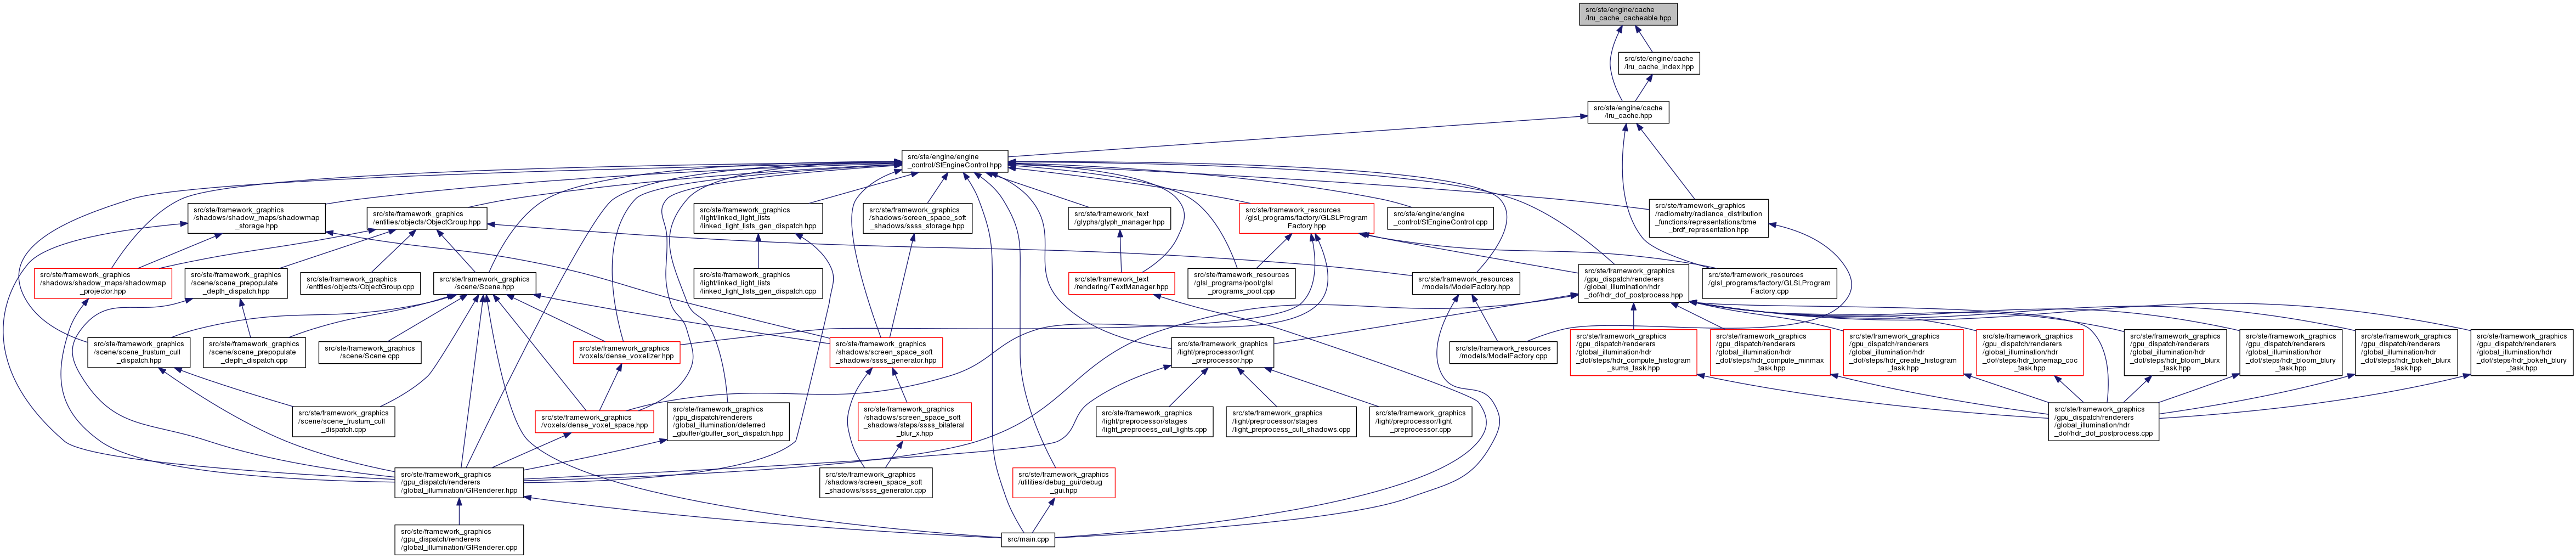 src/ste/engine/cache
/lru_cache_cacheable.hpp
src/ste/engine/cache
/lru_cache_index.hpp
src/ste/engine/cache
/lru_cache.hpp
src/ste/engine/engine
_control/StEngineControl.hpp
src/ste/framework_graphics
/shadows/shadow_maps/shadowmap
_storage.hpp
src/ste/framework_graphics
/entities/objects/ObjectGroup.hpp
src/ste/framework_graphics
/light/linked_light_lists
/linked_light_lists_gen_dispatch.hpp
src/ste/framework_graphics
/shadows/screen_space_soft
_shadows/ssss_storage.hpp
src/ste/framework_text
/glyphs/glyph_manager.hpp
src/ste/framework_resources
/glsl_programs/factory/GLSLProgram
Factory.hpp
src/ste/engine/engine
_control/StEngineControl.cpp
src/ste/framework_graphics
/radiometry/radiance_distribution
_functions/representations/bme
_brdf_representation.hpp
src/ste/framework_graphics
/shadows/shadow_maps/shadowmap
_projector.hpp
src/ste/framework_graphics
/scene/scene_prepopulate
_depth_dispatch.hpp
src/ste/framework_graphics
/entities/objects/ObjectGroup.cpp
src/ste/framework_graphics
/scene/Scene.hpp
src/ste/framework_graphics
/light/linked_light_lists
/linked_light_lists_gen_dispatch.cpp
src/ste/framework_text
/rendering/TextManager.hpp
src/ste/framework_resources
/glsl_programs/pool/glsl
_programs_pool.cpp
src/ste/framework_resources
/models/ModelFactory.hpp
src/ste/framework_graphics
/gpu_dispatch/renderers
/global_illumination/hdr
_dof/hdr_dof_postprocess.hpp
src/ste/framework_resources
/glsl_programs/factory/GLSLProgram
Factory.cpp
src/ste/framework_graphics
/scene/scene_frustum_cull
_dispatch.hpp
src/ste/framework_graphics
/scene/scene_prepopulate
_depth_dispatch.cpp
src/ste/framework_graphics
/scene/Scene.cpp
src/ste/framework_graphics
/voxels/dense_voxelizer.hpp
src/ste/framework_graphics
/shadows/screen_space_soft
_shadows/ssss_generator.hpp
src/ste/framework_graphics
/light/preprocessor/light
_preprocessor.hpp
src/ste/framework_resources
/models/ModelFactory.cpp
src/ste/framework_graphics
/gpu_dispatch/renderers
/global_illumination/hdr
_dof/steps/hdr_compute_histogram
_sums_task.hpp
src/ste/framework_graphics
/gpu_dispatch/renderers
/global_illumination/hdr
_dof/steps/hdr_compute_minmax
_task.hpp
src/ste/framework_graphics
/gpu_dispatch/renderers
/global_illumination/hdr
_dof/steps/hdr_create_histogram
_task.hpp
src/ste/framework_graphics
/gpu_dispatch/renderers
/global_illumination/hdr
_dof/steps/hdr_tonemap_coc
_task.hpp
src/ste/framework_graphics
/gpu_dispatch/renderers
/global_illumination/hdr
_dof/steps/hdr_bloom_blurx
_task.hpp
src/ste/framework_graphics
/gpu_dispatch/renderers
/global_illumination/hdr
_dof/steps/hdr_bloom_blury
_task.hpp
src/ste/framework_graphics
/gpu_dispatch/renderers
/global_illumination/hdr
_dof/steps/hdr_bokeh_blurx
_task.hpp
src/ste/framework_graphics
/gpu_dispatch/renderers
/global_illumination/hdr
_dof/steps/hdr_bokeh_blury
_task.hpp
src/ste/framework_graphics
/scene/scene_frustum_cull
_dispatch.cpp
src/ste/framework_graphics
/voxels/dense_voxel_space.hpp
src/ste/framework_graphics
/gpu_dispatch/renderers
/global_illumination/deferred
_gbuffer/gbuffer_sort_dispatch.hpp
src/ste/framework_graphics
/shadows/screen_space_soft
_shadows/steps/ssss_bilateral
_blur_x.hpp
src/ste/framework_graphics
/light/preprocessor/stages
/light_preprocess_cull_lights.cpp
src/ste/framework_graphics
/light/preprocessor/stages
/light_preprocess_cull_shadows.cpp
src/ste/framework_graphics
/light/preprocessor/light
_preprocessor.cpp
src/ste/framework_graphics
/gpu_dispatch/renderers
/global_illumination/hdr
_dof/hdr_dof_postprocess.cpp
src/ste/framework_graphics
/gpu_dispatch/renderers
/global_illumination/GIRenderer.hpp
src/ste/framework_graphics
/shadows/screen_space_soft
_shadows/ssss_generator.cpp
src/ste/framework_graphics
/utilities/debug_gui/debug
_gui.hpp
src/ste/framework_graphics
/gpu_dispatch/renderers
/global_illumination/GIRenderer.cpp
src/main.cpp